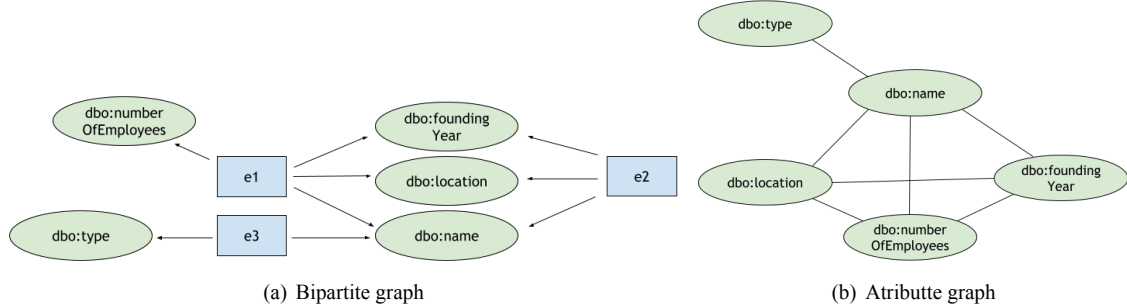 dbo:number
OfEmployees
e1
e3
dbo:type
dbo:founding
Year
dbo:location
dbo:name
e2
(a) Bipartite graph
dbo:type
dbo:name
dbo:location
dbo:founding
Year
dbo:number
OfEmployees
(b) Atributte graph